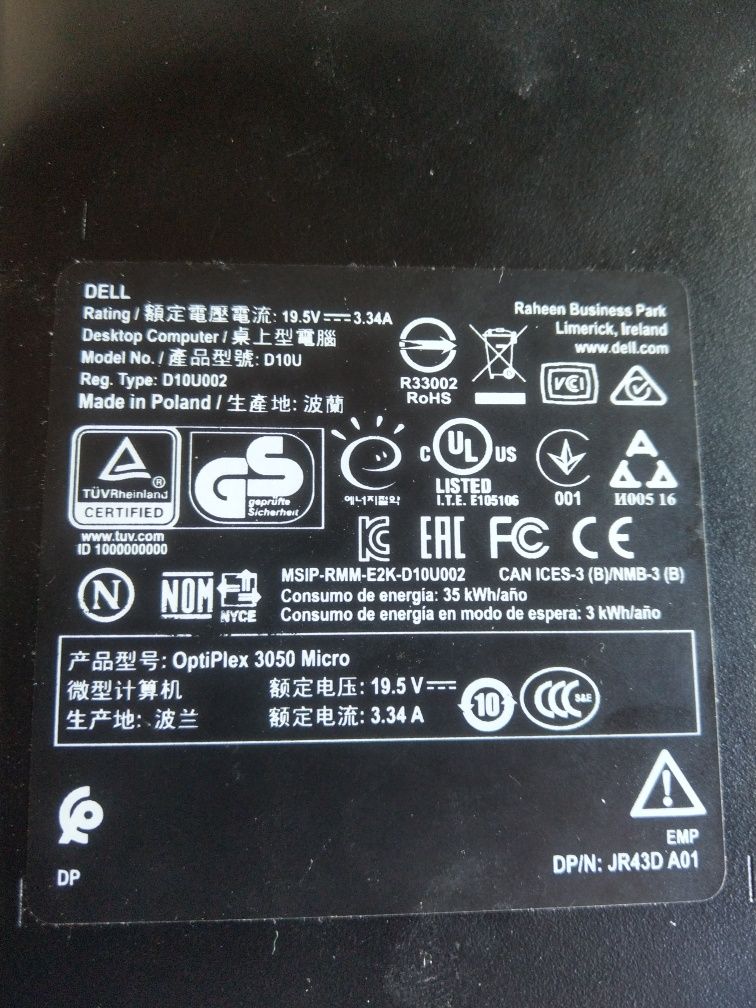 DELL
Rating / 額定電壓電流: 19.5V⎓3.34A
Desktop Computer / 桌上型電腦
Model No. / 產品型號: D10U
Reg. Type: D10U002
Made in Poland / 生產地: 波蘭
Raheen Business Park
Limerick, Ireland
www.dell.com
R33002
RoHS
VCI
TÜVRheinland
CERTIFIED
www.tuv.com
ID 1000000000
GS
geprüfte
Sicherheit
에너지절약
C UL US
LISTED
I.T.E. E105106
001
И005 16
EAC FC CE
N
NOM
NYCE
MSIP-RMM-E2K-D10U002
CAN ICES-3 (B)/NMB-3 (B)
Consumo de energía: 35 kWh/año
Consumo de energía en modo de espera: 3 kWh/año
产品型号: OptiPlex 3050 Micro
微型计算机
额定电压: 19.5 V⎓
生产地: 波兰
额定电流: 3.34 A
10
CCC S&E
EMP
DP
DP/N: JR43D A01